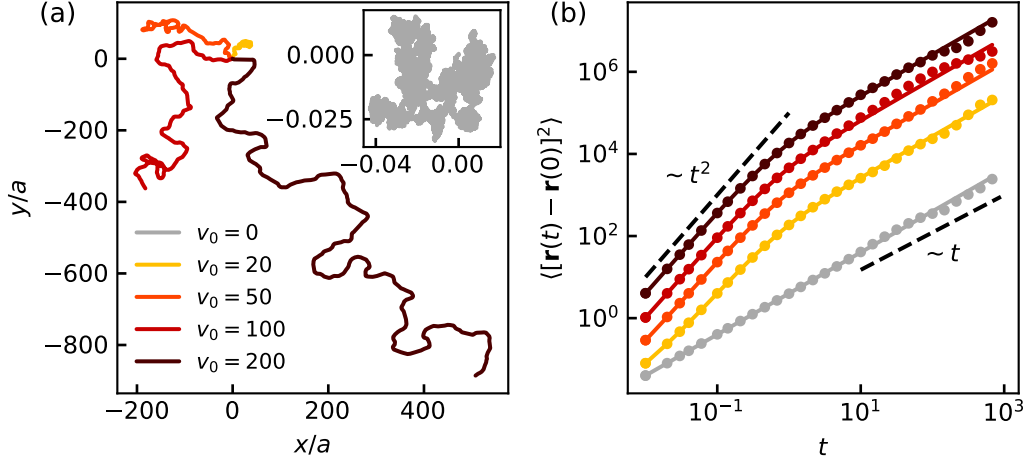 (a)
0
−100
−200
−300
−400
−600
−800
y/a
−200
0
200
400
x/a
0.000
−0.025
−0.04
0.00
v₀ = 0
v₀ = 20
v₀ = 50
v₀ = 100
v₀ = 200
(b)
10⁶
10⁴
10²
10⁰
⟨[r(t) − r(0)]²⟩
~ t²
~ t
10⁻¹
10¹
10³
t